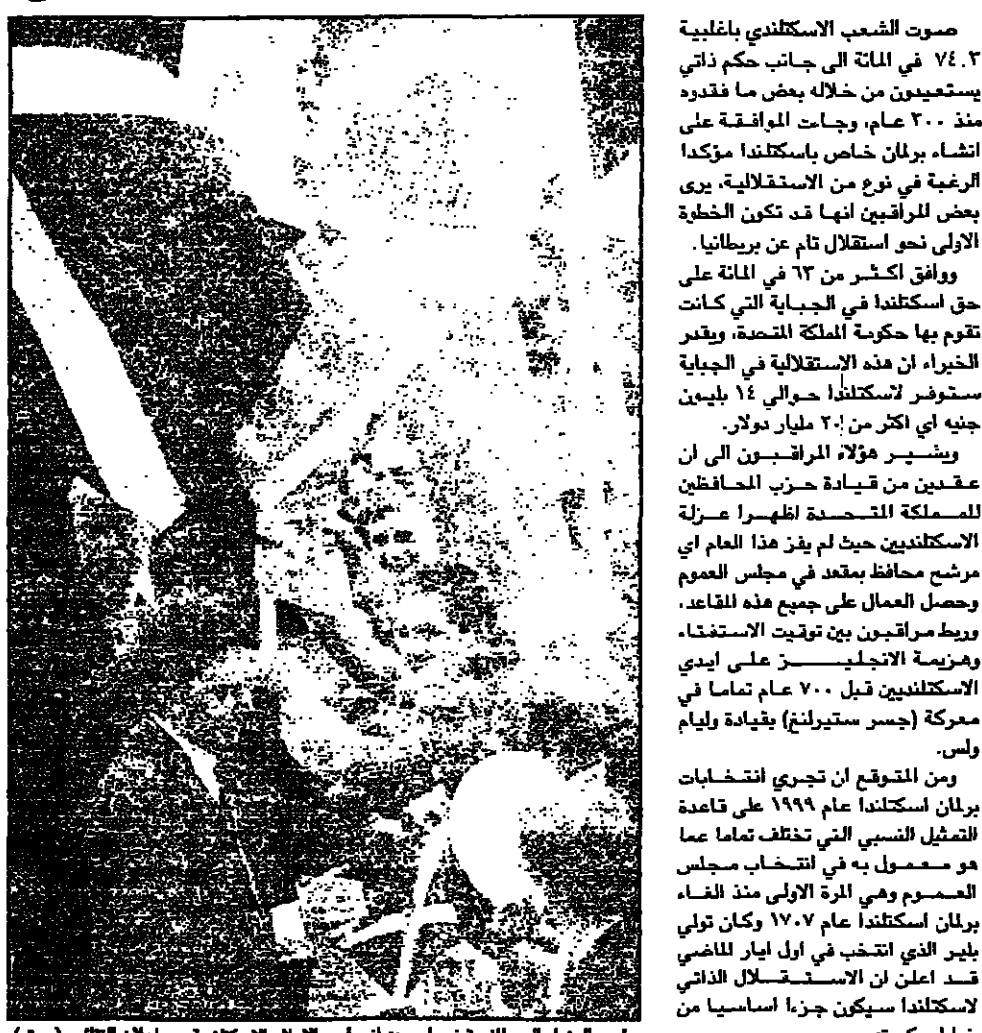 صوت الشعب الاسكتلندي باغلبية
٧٤.٣ في المائة الى جانب حكم ذاتي
يستعيدون من خلاله بعض ما فقدوه
منذ ٣٠٠ عام، وجاءت الموافقة على
انشاء برلمان خاص باسكتلندا مؤكدا
الرغبة في نوع من الاستقلالية، يرى
بعض المراقبين انها قد تكون الخطوة
الاولى نحو استقلال تام عن بريطانيا.
ووافق اكثر من ٦٣ في المائة على
حق اسكتلندا في الجباية التي كانت
تقوم بها حكومة المملكة المتحدة، ويقدر
الخبراء ان هذه الاستقلالية في الجباية
ستوفر لاسكتلندا حوالي ١٤ بليون
جنيه اي اكثر من ٢٠ مليار دولار.
ويشير هؤلاء المراقبون الى ان
عقدين من قيادة حزب المحافظين
للمملكة المتحدة اظهرا عزلة
الاسكتلنديين حيث لم يفز هذا العام اي
مرشح محافظ بمقعد في مجلس العموم
وحصل العمال على جميع هذه المقاعد،
وربط مراقبون بين توقيت الاستفتاء
وهزيمة الانجليز على ايدي
الاسكتلنديين قبل ٧٠٠ عام تماما في
معركة (جسر ستيرلنغ) بقيادة وليام
ولس.
ومن المتوقع ان تجري انتخابات
برلمان اسكتلندا عام ١٩٩٩ على قاعدة
التمثيل النسبي التي تختلف تماما عما
هو معمول به في انتخاب مجلس
العموم وهي المرة الاولى منذ الغاء
برلمان اسكتلندا عام ١٧٠٧ وكان توني
بلير الذي انتخب في اول ايار الماضي
قد اعلن ان الاستقلال الذاتي
لاسكتلندا سيكون جزءا اساسيا من